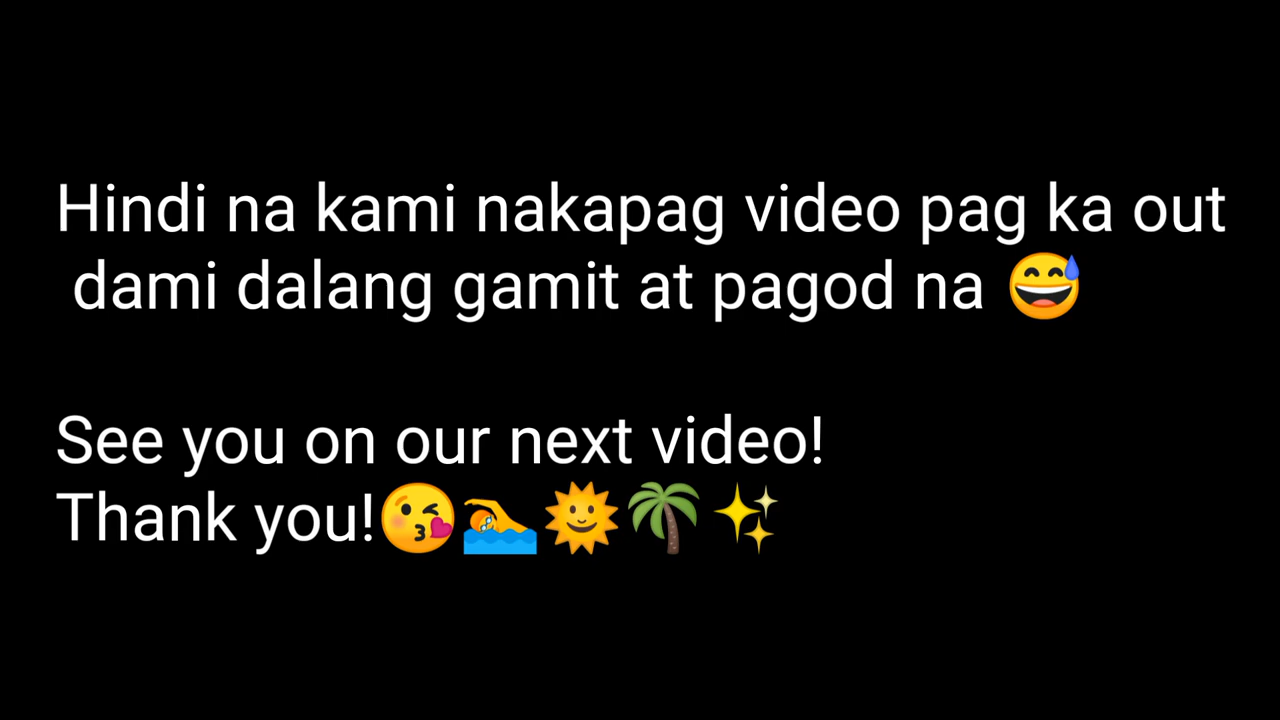 Hindi na kami nakapag video pag ka out
dami dalang gamit at pagod na 😅
See you on our next video!
Thank you!😘🏊🌞🌴✨